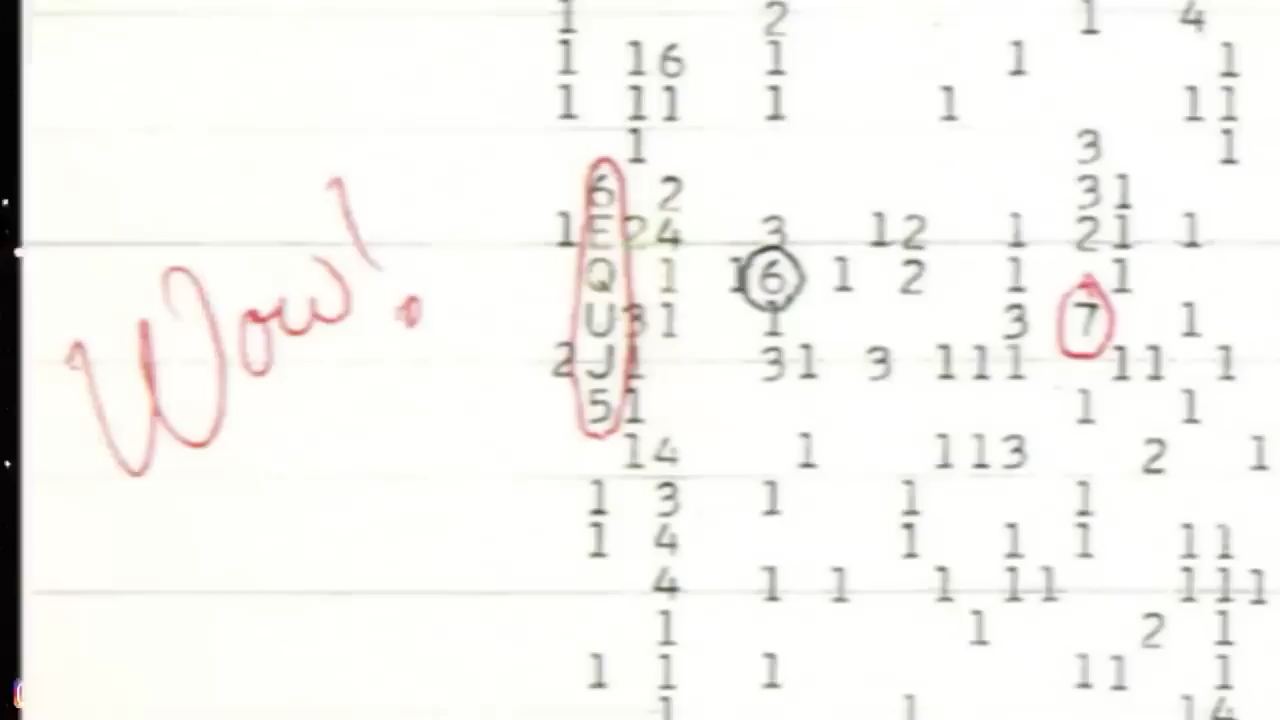 1 2 1 4
1 16 1 1 1
1 11 1 1 11
1 3 1
6 2 31
1E24 3 12 1 21 1
Q 1 16 1 2 1 1
U31 1 3 7 1
2J1 31 3 111 11 1
51 1 1
14 1 113 2 1
1 3 1 1 1
1 4 1 1 1 11
4 1 1 1 11 111
1 1 2 1
1 1 1 11 1
1 1 14
Wow!